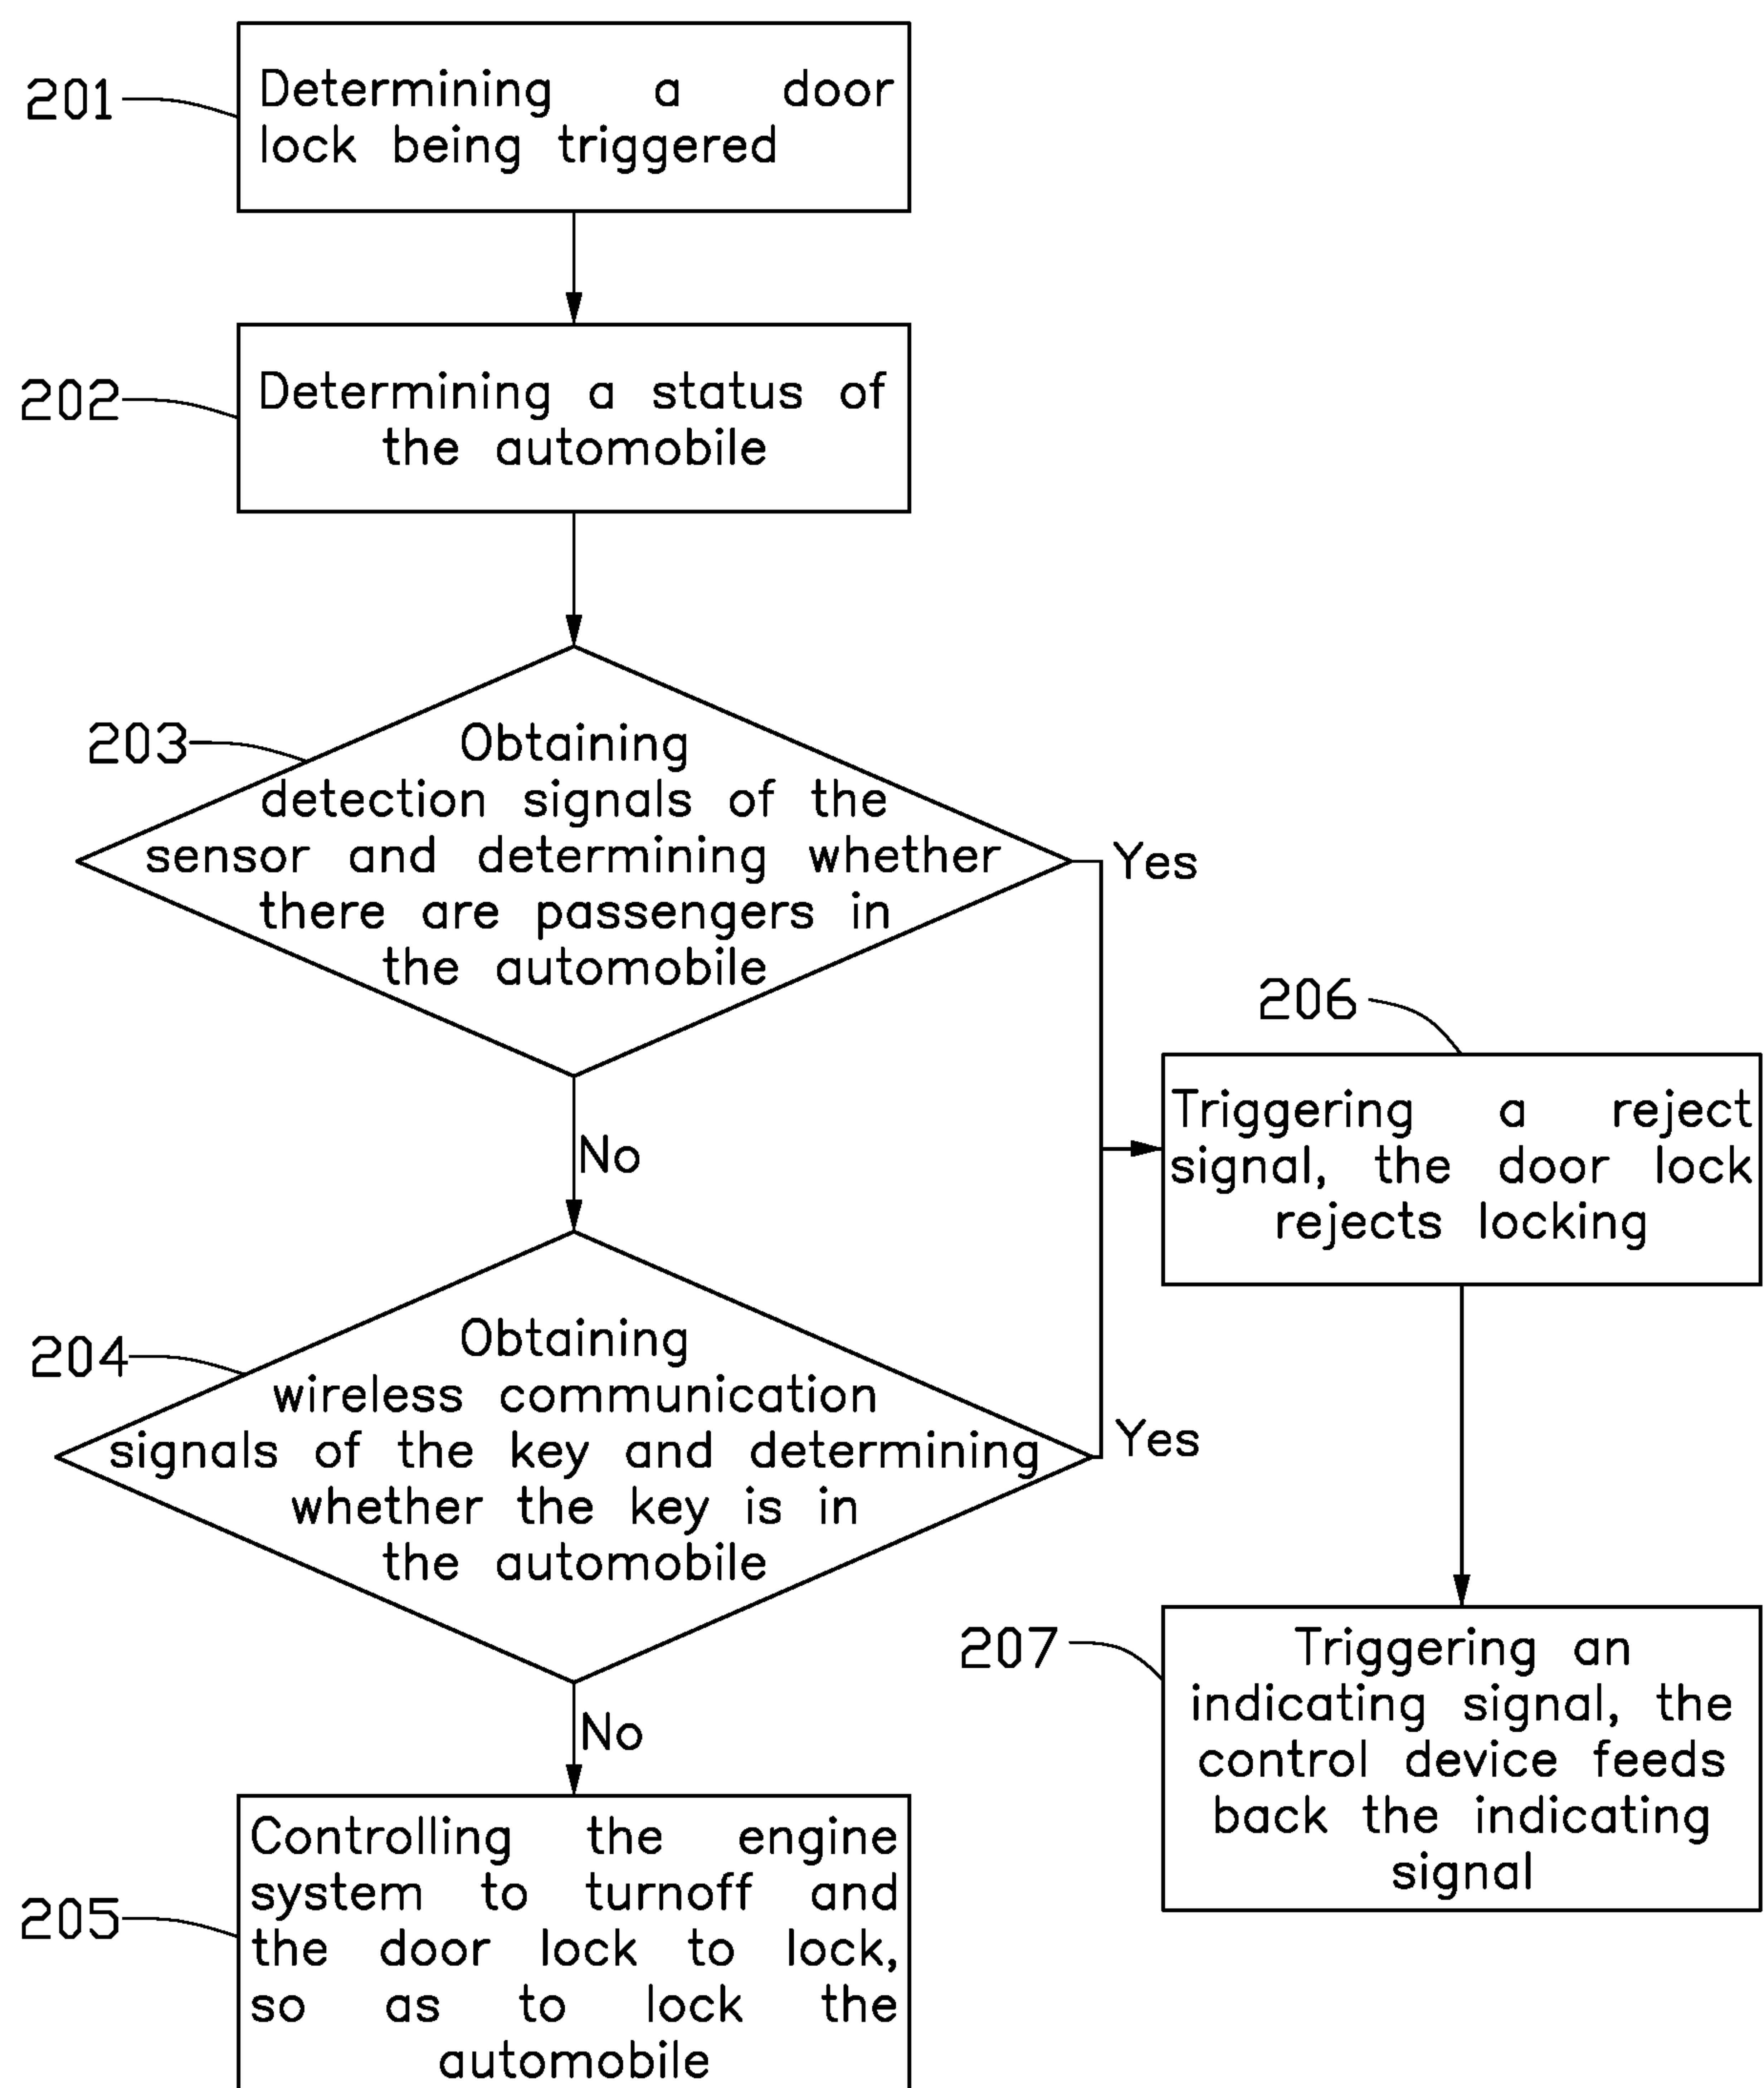 201
Determining a door
lock being triggered
202
Determining a status of
the automobile
203
Obtaining
detection signals of the
sensor and determining whether
there are passengers in
the automobile
Yes
No
204
Obtaining
wireless communication
signals of the key and determining
whether the key is in
the automobile
Yes
No
205
Controlling the engine
system to turnoff and
the door lock to lock,
so as to lock the
automobile
206
Triggering a reject
signal, the door lock
rejects locking
207
Triggering an
indicating signal, the
control device feeds
back the indicating
signal